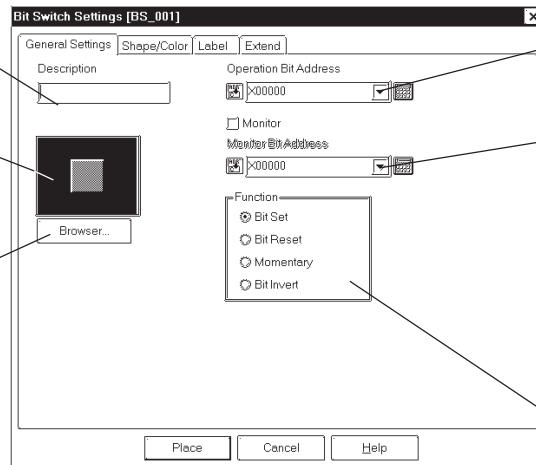 Bit Switch Settings [BS_001]
General Settings
Shape/Color
Label
Extend
Description
Operation Bit Address
X00000
Monitor
Monitor Bit Address
X00000
Browser...
Function
Bit Set
Bit Reset
Momentary
Bit Invert
Place
Cancel
Help